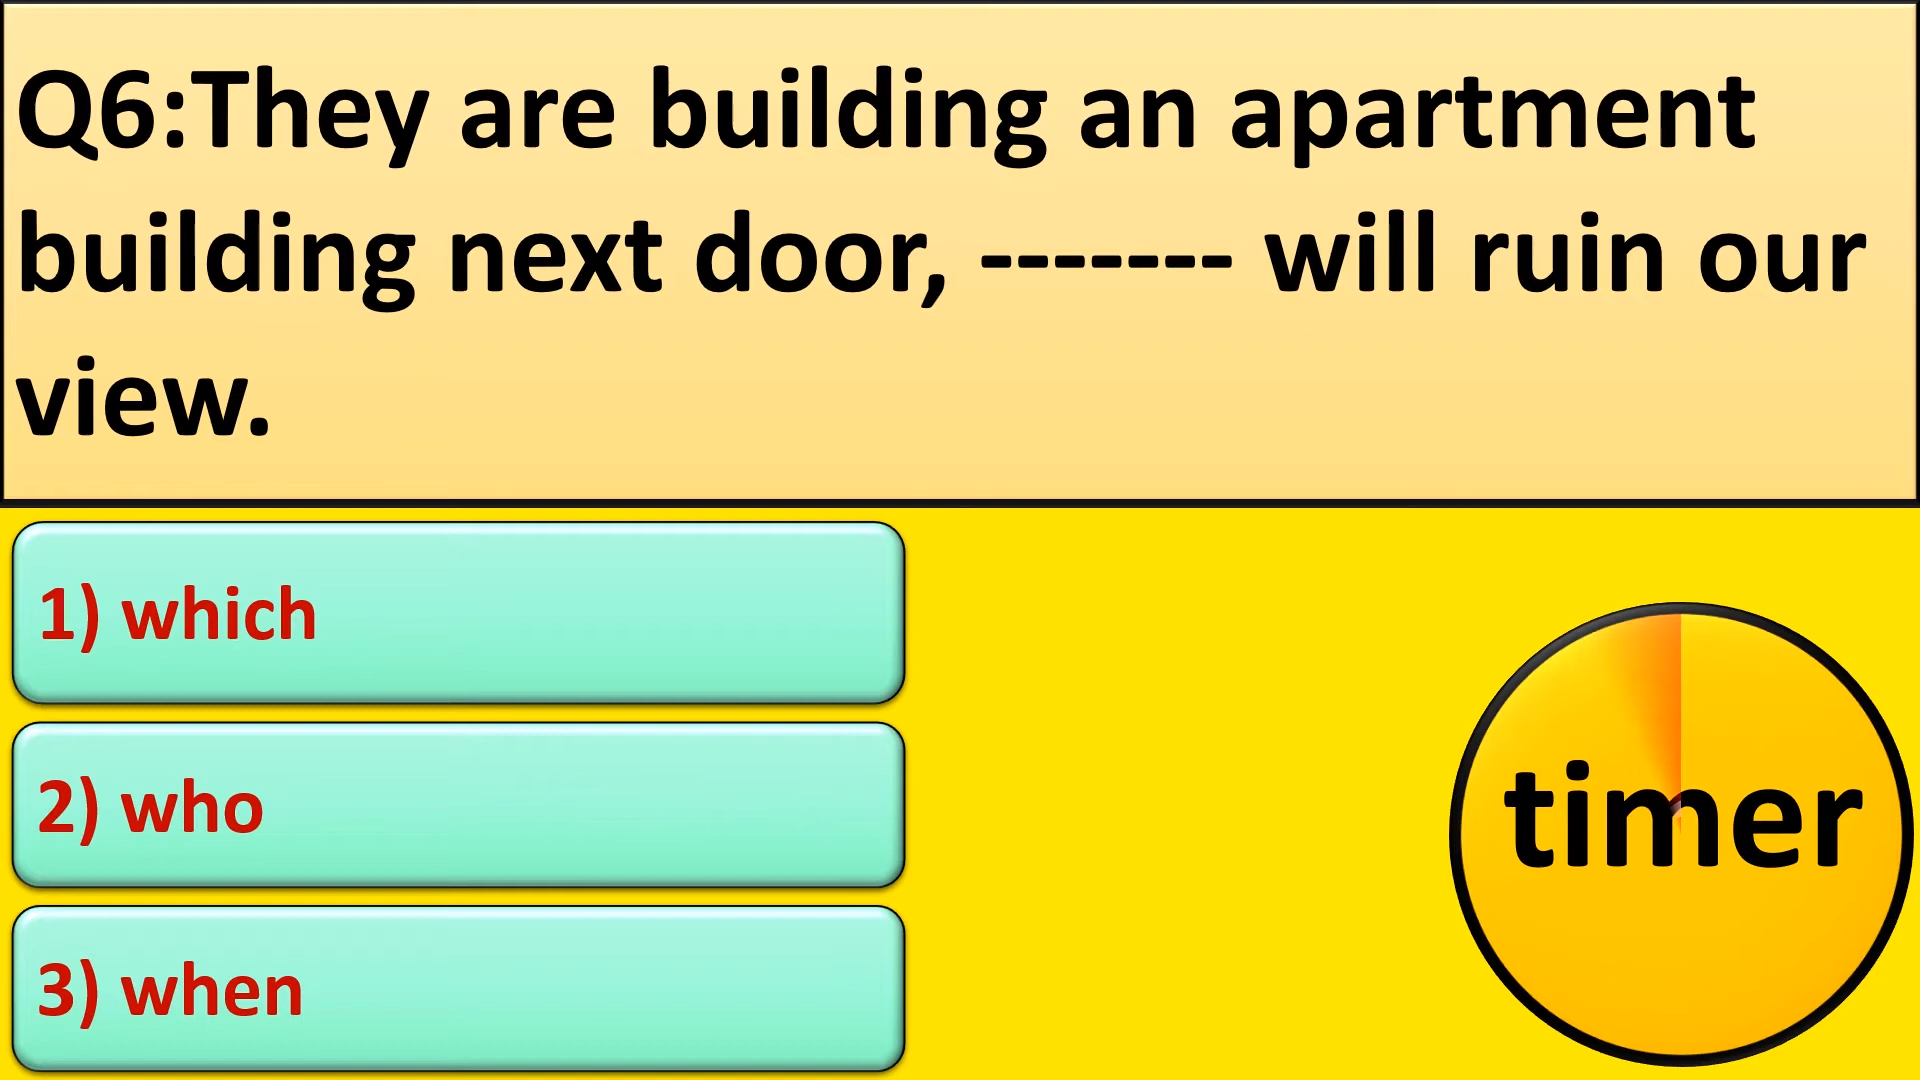 Q6:They are building an apartment
building next door, ------- will ruin our
view.
1) which
2) who
3) when
timer